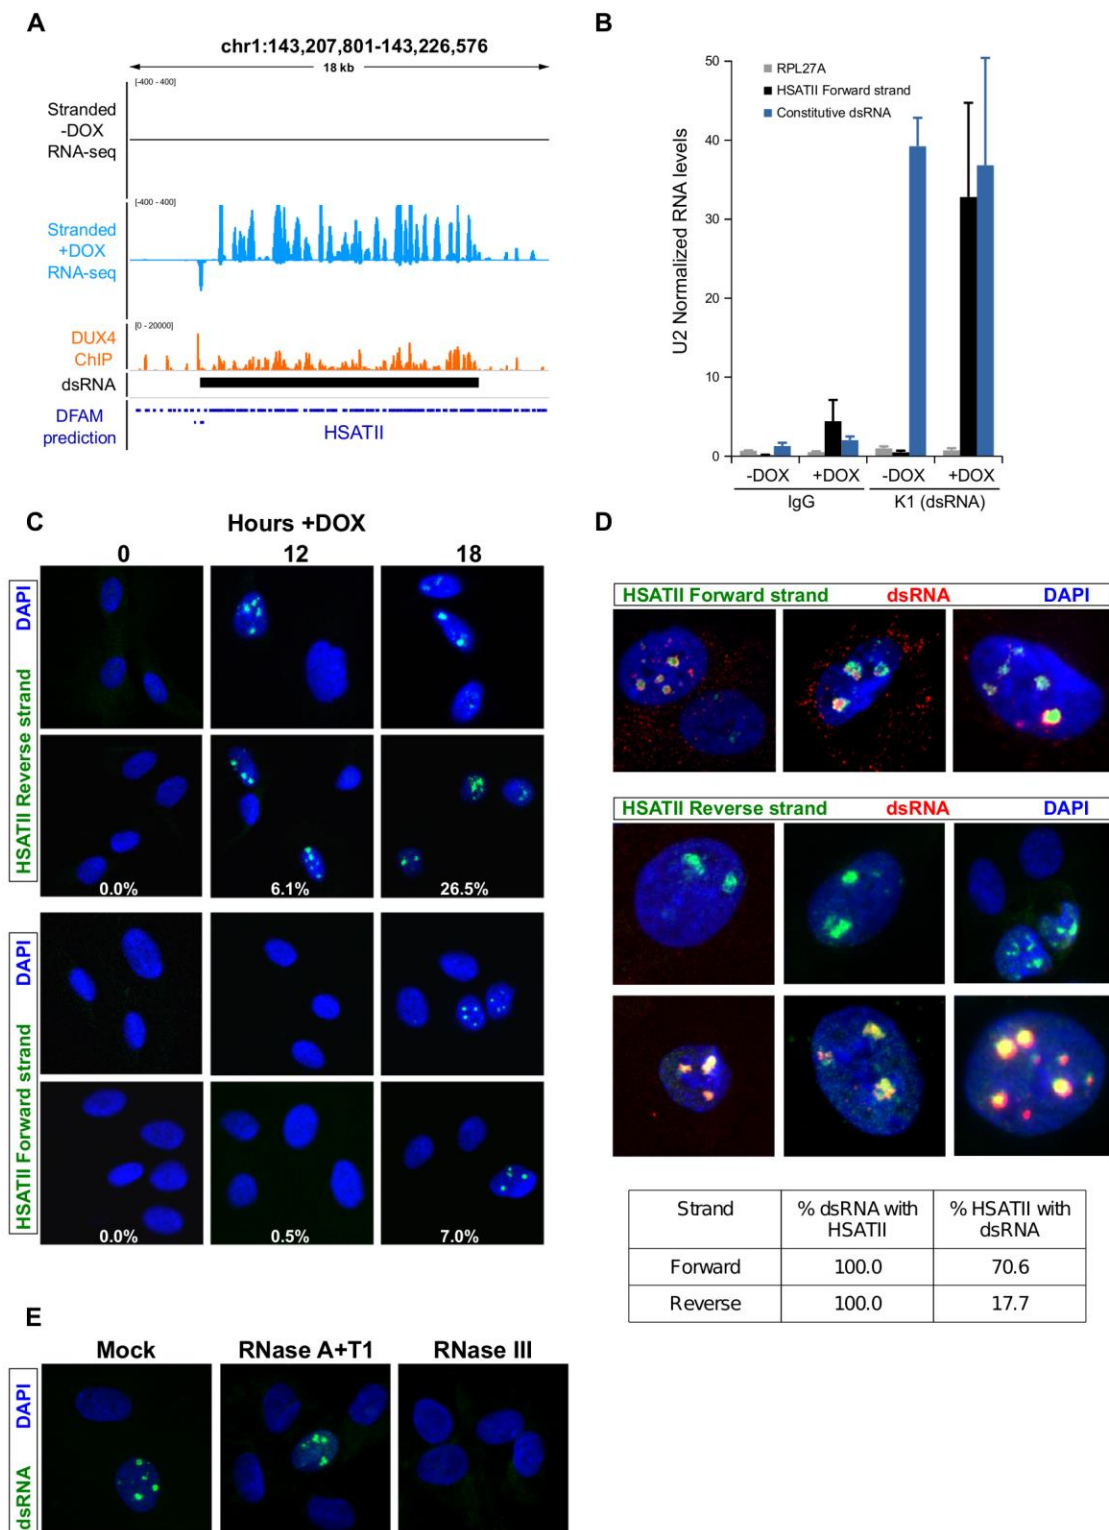 A
chr1:143,207,801-143,226,576
18 kb
[-400 - 400]
Stranded
-DOX
RNA-seq
[-400 - 400]
Stranded
+DOX
RNA-seq
[0 - 20000]
DUX4
ChIP
dsRNA
DFAM
prediction
HSATII
B
U2 Normalized RNA levels
50
40
30
20
10
0
RPL27A
HSATII Forward strand
Constitutive dsRNA
-DOX +DOX -DOX +DOX
IgG K1 (dsRNA)
C
Hours +DOX
0 12 18
HSATII Reverse strand DAPI
0.0% 6.1% 26.5%
HSATII Forward strand DAPI
0.0% 0.5% 7.0%
D
HSATII Forward strand dsRNA DAPI
HSATII Reverse strand dsRNA DAPI
Strand % dsRNA with HSATII % HSATII with dsRNA
Forward 100.0 70.6
Reverse 100.0 17.7
E
Mock RNase A+T1 RNase III
dsRNA DAPI